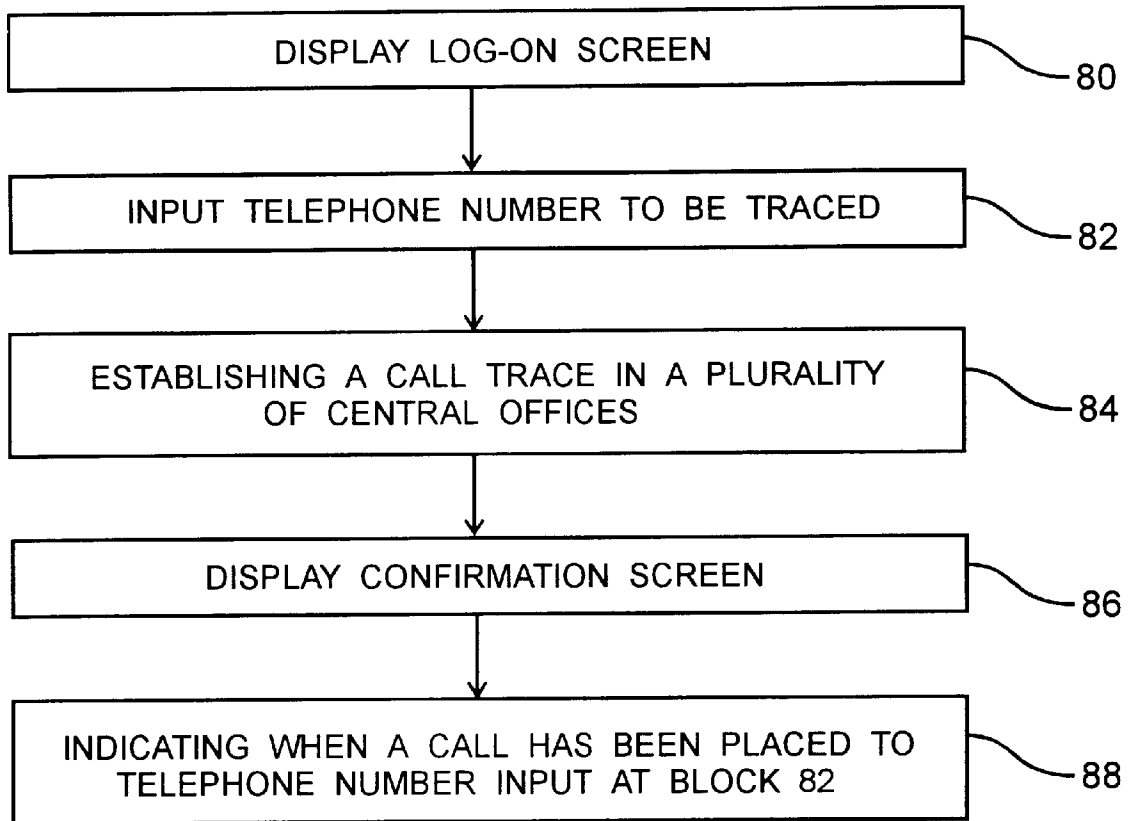 DISPLAY LOG-ON SCREEN
80
INPUT TELEPHONE NUMBER TO BE TRACED
82
ESTABLISHING A CALL TRACE IN A PLURALITY
OF CENTRAL OFFICES
84
DISPLAY CONFIRMATION SCREEN
86
INDICATING WHEN A CALL HAS BEEN PLACED TO
TELEPHONE NUMBER INPUT AT BLOCK 82
88